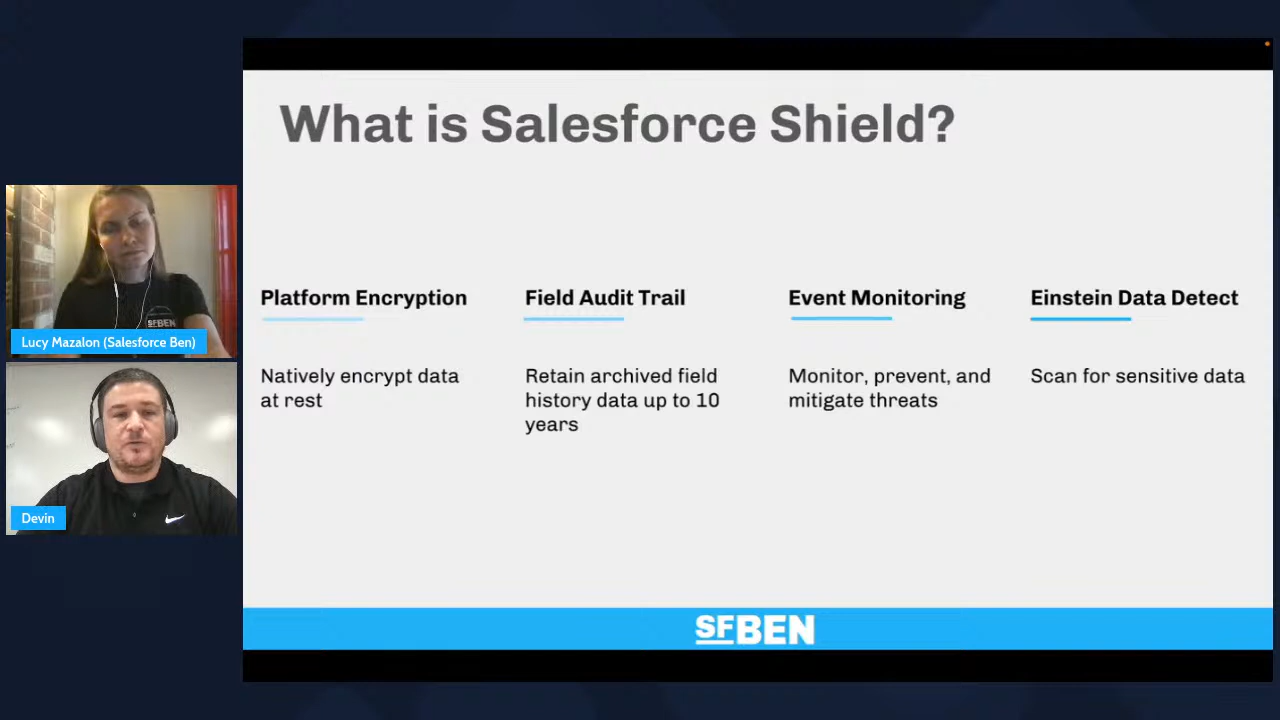 What is Salesforce Shield?
Platform Encryption
Natively encrypt data
at rest
Field Audit Trail
Retain archived field
history data up to 10
years
Event Monitoring
Monitor, prevent, and
mitigate threats
Einstein Data Detect
Scan for sensitive data
SFBEN
SFBEN
Lucy Mazalon (Salesforce Ben)
Devin